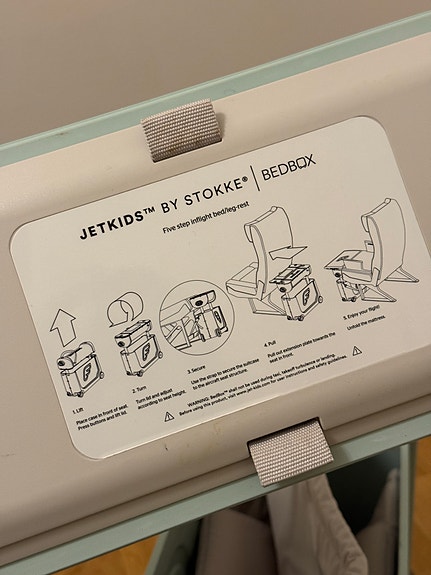 JETKIDS™ BY STOKKE® | BEDBOX
Five step inflight bed/leg-rest
1. Lift
Place case in front of seat.
Press buttons and lift lid.
2. Turn
Turn lid and adjust
according to seat height.
3. Secure
Use the strap to secure the suitcase
to the aircraft seat structure.
4. Pull
Pull out extension plate towards the
seat in front.
5. Enjoy your flight!
Unfold the mattress.
WARNING: BedBox™ shall not be used during taxi, takeoff, turbulence or landing.
Before using this product, visit www.jet-kids.com for user instructions and safety guidelines.